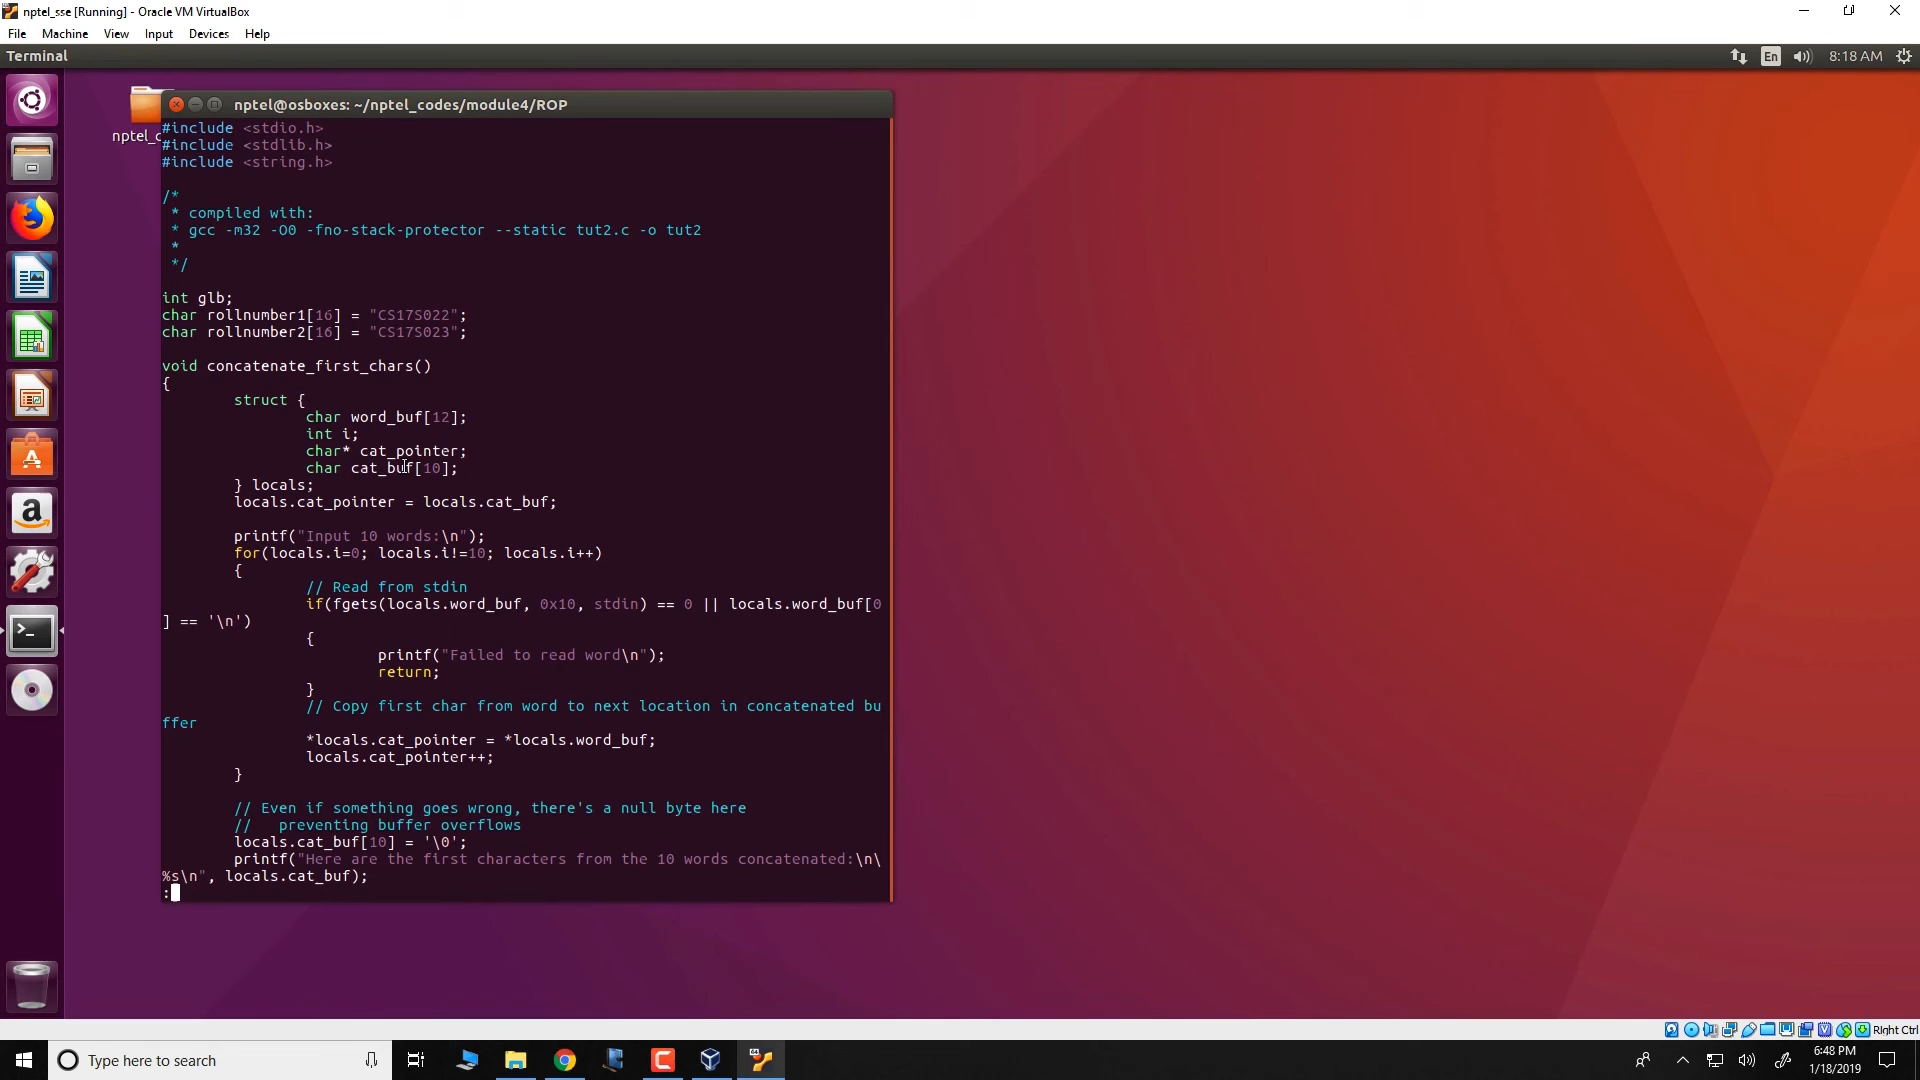 nptel_sse [Running] - Oracle VM VirtualBox
File Machine View Input Devices Help
Terminal
En
8:18 AM
nptel_c
nptel@osboxes: ~/nptel_codes/module4/ROP
#include <stdio.h>
#include <stdlib.h>
#include <string.h>
/*
* compiled with:
* gcc -m32 -O0 -fno-stack-protector --static tut2.c -o tut2
*
*/
int glb;
char rollnumber1[16] = "CS17S022";
char rollnumber2[16] = "CS17S023";
void concatenate_first_chars()
{
struct {
char word_buf[12];
int i;
char* cat_pointer;
char cat_buf[10];
} locals;
locals.cat_pointer = locals.cat_buf;
printf("Input 10 words:\n");
for(locals.i=0; locals.i!=10; locals.i++)
{
// Read from stdin
if(fgets(locals.word_buf, 0x10, stdin) == 0 || locals.word_buf[0
] == '\n')
{
printf("Failed to read word\n");
return;
}
// Copy first char from word to next location in concatenated bu
ffer
*locals.cat_pointer = *locals.word_buf;
locals.cat_pointer++;
}
// Even if something goes wrong, there's a null byte here
// preventing buffer overflows
locals.cat_buf[10] = '\0';
printf("Here are the first characters from the 10 words concatenated:\n\
%s\n", locals.cat_buf);
:
Right Ctrl
Type here to search
6:48 PM
1/18/2019